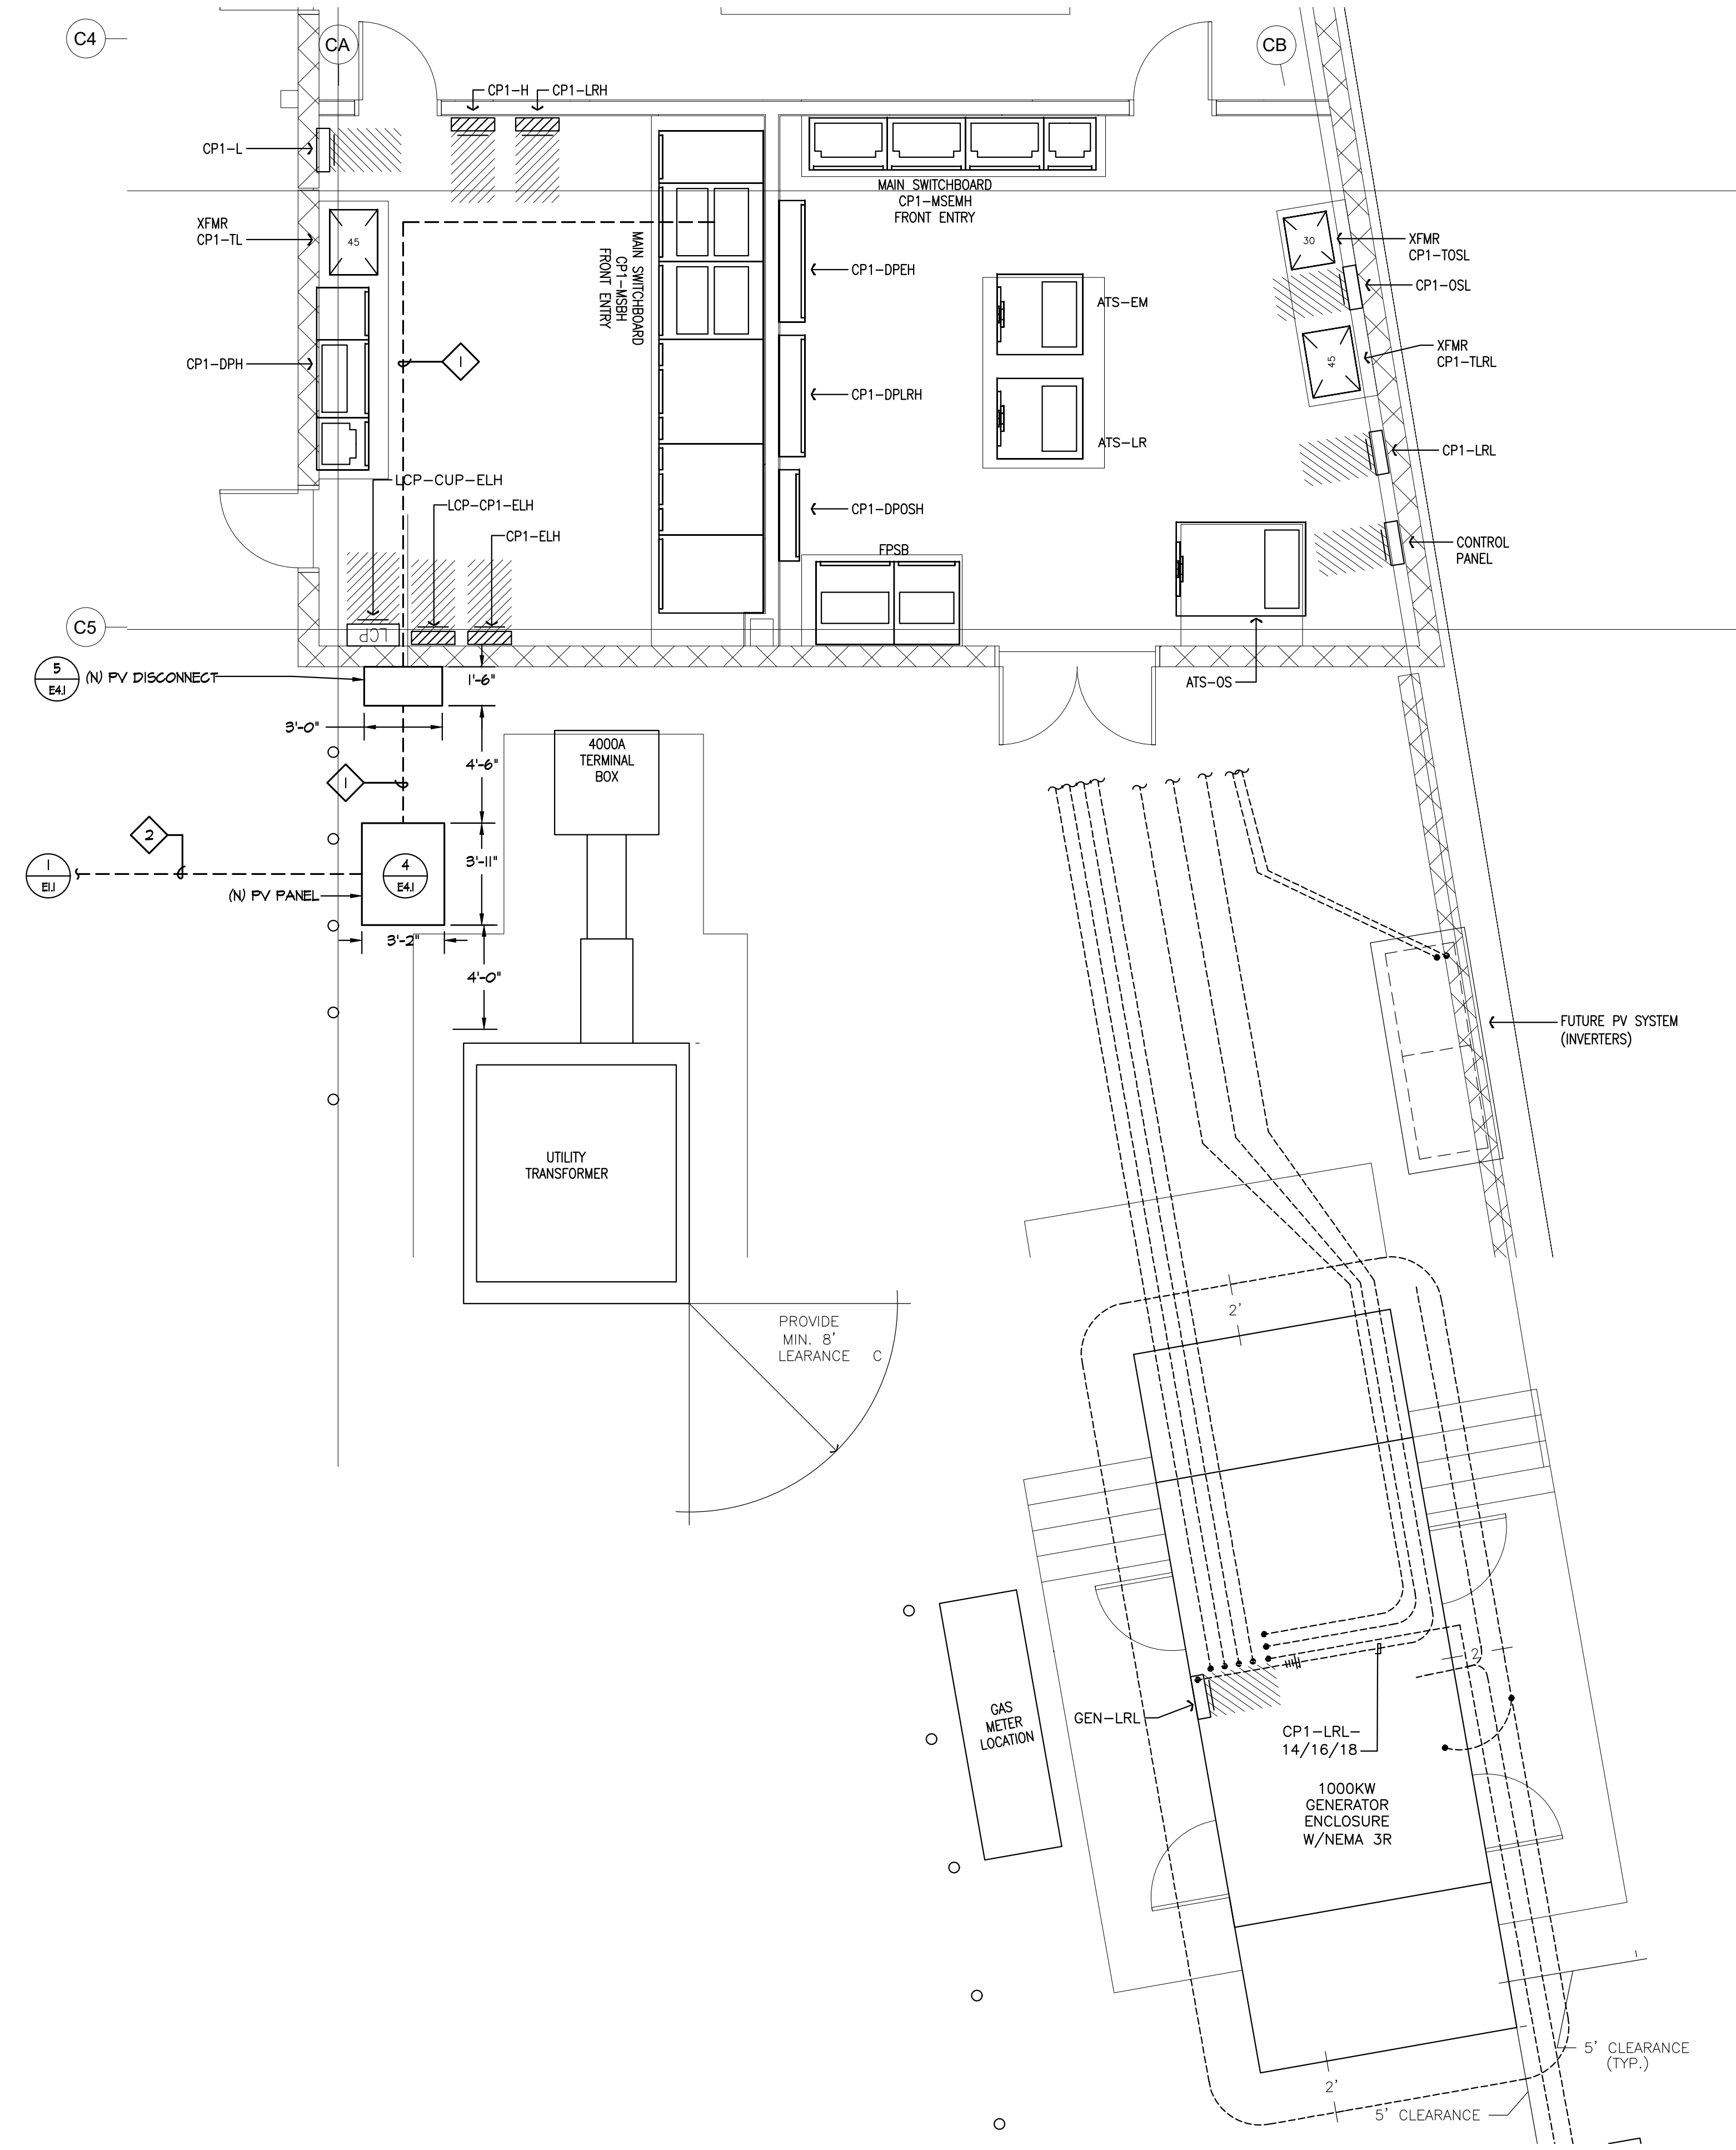 C4
CA
CB
CP1-H
CP1-LRH
CP1-L
MAIN SWITCHBOARD
CP1-MSEMH
FRONT ENTRY
XFMR
CP1-TL
45
MAIN SWITCHBOARD
CP1-MSBH
FRONT ENTRY
CP1-DPEH
30
XFMR
CP1-TOSL
CP1-OSL
ATS-EM
CP1-DPH
1
45
XFMR
CP1-TLRL
CP1-DPLRH
ATS-LR
CP1-LRL
LCP-CUP-ELH
LCP-CP1-ELH
CP1-DPOSH
CP1-ELH
FPSB
CONTROL
PANEL
C5
LCP
5
E4.1
(N) PV DISCONNECT
1'-6"
ATS-OS
3'-0"
4000A
TERMINAL
BOX
4'-6"
1
2
3'-11"
1
E1.1
4
E4.1
(N) PV PANEL
3'-2"
4'-0"
FUTURE PV SYSTEM
(INVERTERS)
UTILITY
TRANSFORMER
2'
PROVIDE
MIN. 8'
LEARANCE C
2'
GAS
METER
LOCATION
GEN-LRL
CP1-LRL-
14/16/18
1000KW
GENERATOR
ENCLOSURE
W/NEMA 3R
5' CLEARANCE
(TYP.)
2'
5' CLEARANCE